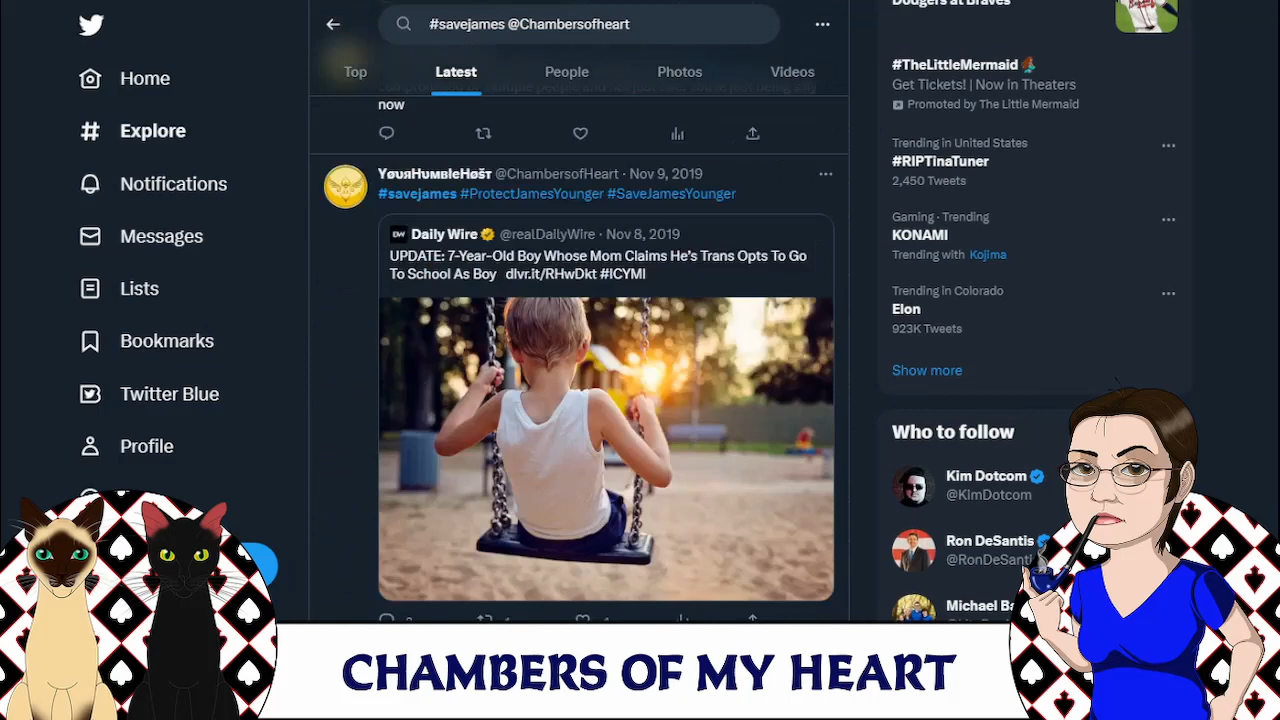 #savejames @Chambersofheart
Home
Top
Latest
People
Photos
Videos
now
Explore
Notifications
Messages
Lists
Bookmarks
Twitter Blue
Profile
YøʋяHʋмвłeHøšт @ChambersofHeart · Nov 9, 2019
#savejames #ProtectJamesYounger #SaveJamesYounger
DW Daily Wire @realDailyWire · Nov 8, 2019
UPDATE: 7-Year-Old Boy Whose Mom Claims He's Trans Opts To Go
To School As Boy dlvr.it/RHwDkt #ICYMI
Dodgers at Braves
#TheLittleMermaid
Get Tickets! | Now in Theaters
Promoted by The Little Mermaid
Trending in United States
#RIPTinaTuner
2,450 Tweets
Gaming · Trending
KONAMI
Trending with Kojima
Trending in Colorado
Elon
923K Tweets
Show more
Who to follow
Kim Dotcom
@KimDotcom
Ron DeSantis
@RonDeSanti
Michael Ba
CHAMBERS OF MY HEART